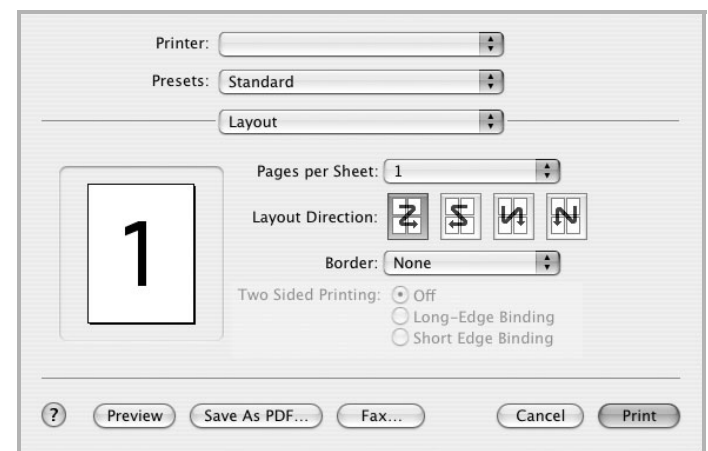 Printer:
Presets: Standard
Layout
Pages per Sheet: 1
1
Layout Direction:
Border: None
Two Sided Printing: Off
Long-Edge Binding
Short Edge Binding
? Preview Save As PDF... Fax... Cancel Print